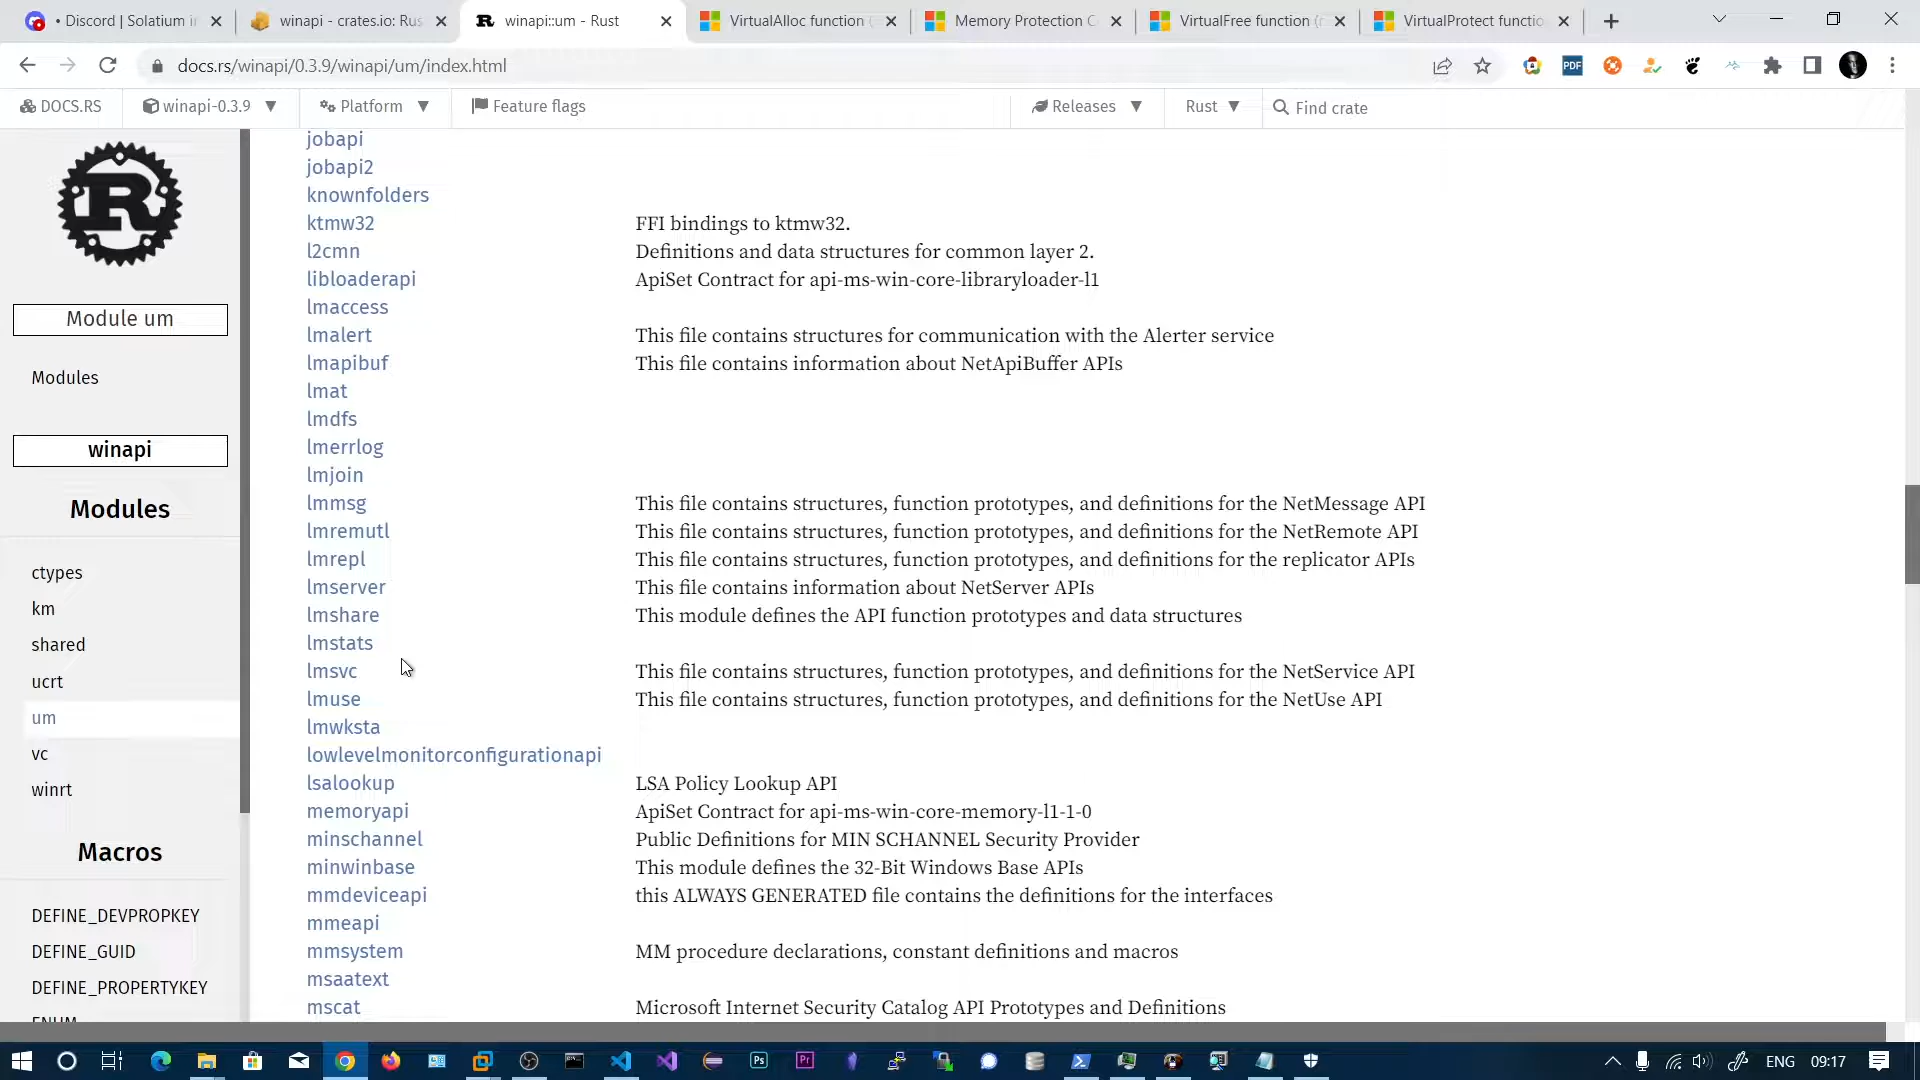 • Discord | Solatium i
winapi - crates.io: Rus
winapi::um - Rust
VirtualAlloc function (
Memory Protection C
VirtualFree function (
VirtualProtect functio
docs.rs/winapi/0.3.9/winapi/um/index.html
PDF
DOCS.RS
winapi-0.3.9
Platform
Feature flags
Releases
Rust
Find crate
Module um
Modules
winapi
Modules
ctypes
km
shared
ucrt
um
vc
winrt
Macros
DEFINE_DEVPROPKEY
DEFINE_GUID
DEFINE_PROPERTYKEY
ENUM
jobapi
jobapi2
knownfolders
ktmw32 FFI bindings to ktmw32.
l2cmn Definitions and data structures for common layer 2.
libloaderapi ApiSet Contract for api-ms-win-core-libraryloader-l1
lmaccess
lmalert This file contains structures for communication with the Alerter service
lmapibuf This file contains information about NetApiBuffer APIs
lmat
lmdfs
lmerrlog
lmjoin
lmmsg This file contains structures, function prototypes, and definitions for the NetMessage API
lmremutl This file contains structures, function prototypes, and definitions for the NetRemote API
lmrepl This file contains structures, function prototypes, and definitions for the replicator APIs
lmserver This file contains information about NetServer APIs
lmshare This module defines the API function prototypes and data structures
lmstats
lmsvc This file contains structures, function prototypes, and definitions for the NetService API
lmuse This file contains structures, function prototypes, and definitions for the NetUse API
lmwksta
lowlevelmonitorconfigurationapi
lsalookup LSA Policy Lookup API
memoryapi ApiSet Contract for api-ms-win-core-memory-l1-1-0
minschannel Public Definitions for MIN SCHANNEL Security Provider
minwinbase This module defines the 32-Bit Windows Base APIs
mmdeviceapi this ALWAYS GENERATED file contains the definitions for the interfaces
mmeapi
mmsystem MM procedure declarations, constant definitions and macros
msaatext
mscat Microsoft Internet Security Catalog API Prototypes and Definitions
Ps
Pr
ENG
09:17